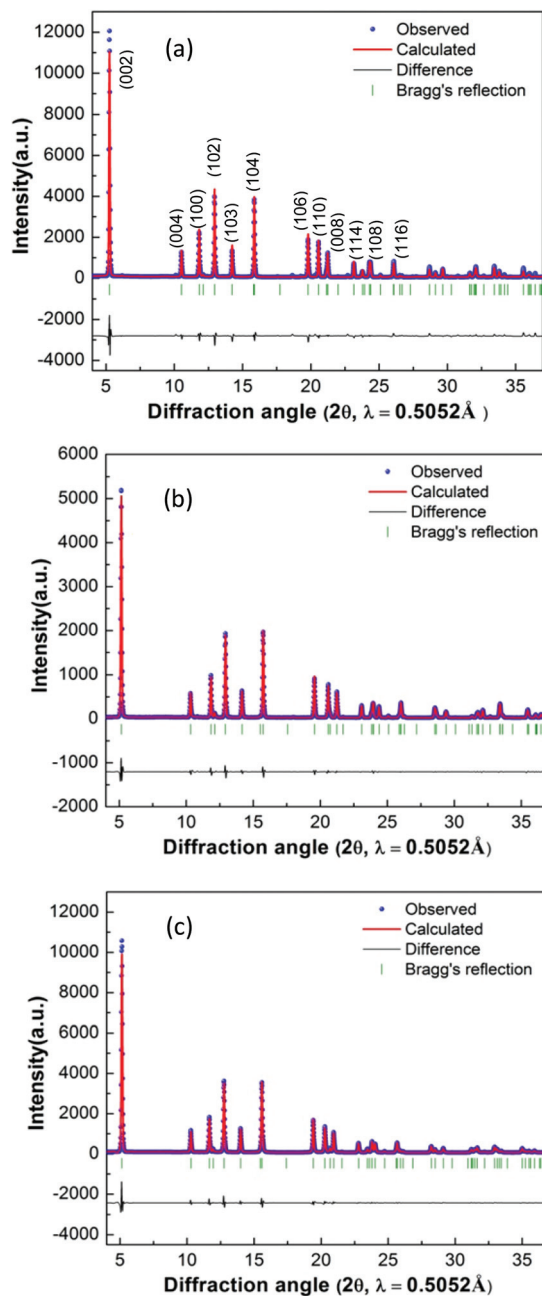 12000
10000
8000
6000
4000
2000
0
-2000
-4000
Intensity(a.u.)
(a)
Observed
Calculated
Difference
Bragg's reflection
(002)
(004)
(100)
(102)
(103)
(104)
(106)
(110)
(008)
(114)
(108)
(116)
5 10 15 20 25 30 35
Diffraction angle (2θ, λ = 0.5052Å)
6000
5000
4000
3000
2000
1000
0
-1000
-2000
Intensity(a.u.)
(b)
Observed
Calculated
Difference
Bragg's reflection
5 10 15 20 25 30 35
Diffraction angle (2θ, λ = 0.5052Å)
12000
10000
8000
6000
4000
2000
0
-2000
-4000
Intensity(a.u.)
(c)
Observed
Calculated
Difference
Bragg's reflection
5 10 15 20 25 30 35
Diffraction angle (2θ, λ = 0.5052Å)